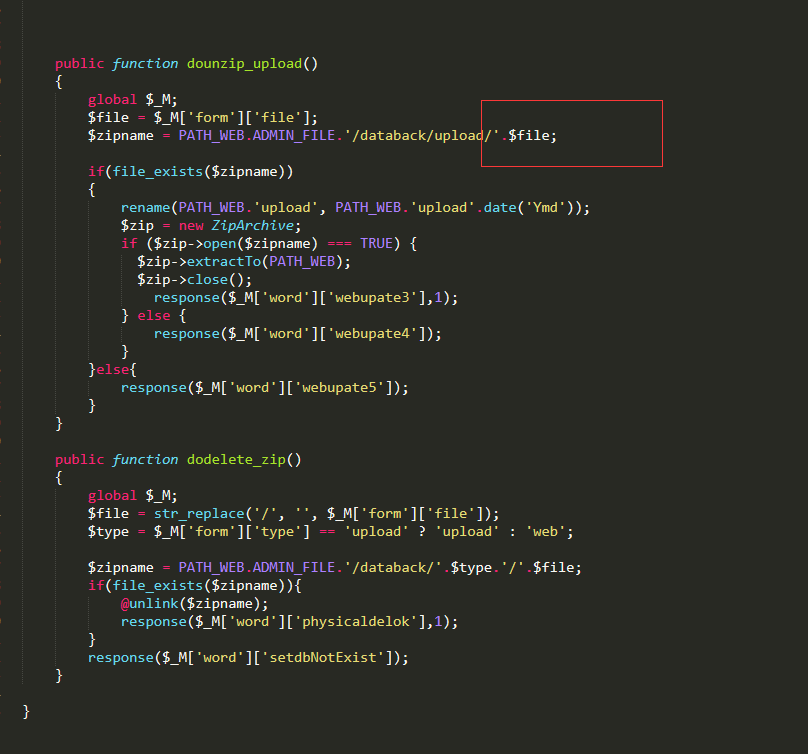 public function dounzip_upload()
{
global $_M;
$file = $_M['form']['file'];
$zipname = PATH_WEB.ADMIN_FILE.'/databack/upload/'.$file;
if(file_exists($zipname))
{
rename(PATH_WEB.'upload', PATH_WEB.'upload'.date('Ymd'));
$zip = new ZipArchive;
if ($zip->open($zipname) === TRUE) {
$zip->extractTo(PATH_WEB);
$zip->close();
response($_M['word']['webupate3'],1);
} else {
response($_M['word']['webupate4']);
}
}else{
response($_M['word']['webupate5']);
}
}
public function dodelete_zip()
{
global $_M;
$file = str_replace('/', '', $_M['form']['file']);
$type = $_M['form']['type'] == 'upload' ? 'upload' : 'web';
$zipname = PATH_WEB.ADMIN_FILE.'/databack/'.$type.'/'.$file;
if(file_exists($zipname)){
@unlink($zipname);
response($_M['word']['physicaldelok'],1);
}
response($_M['word']['setdbNotExist']);
}
}